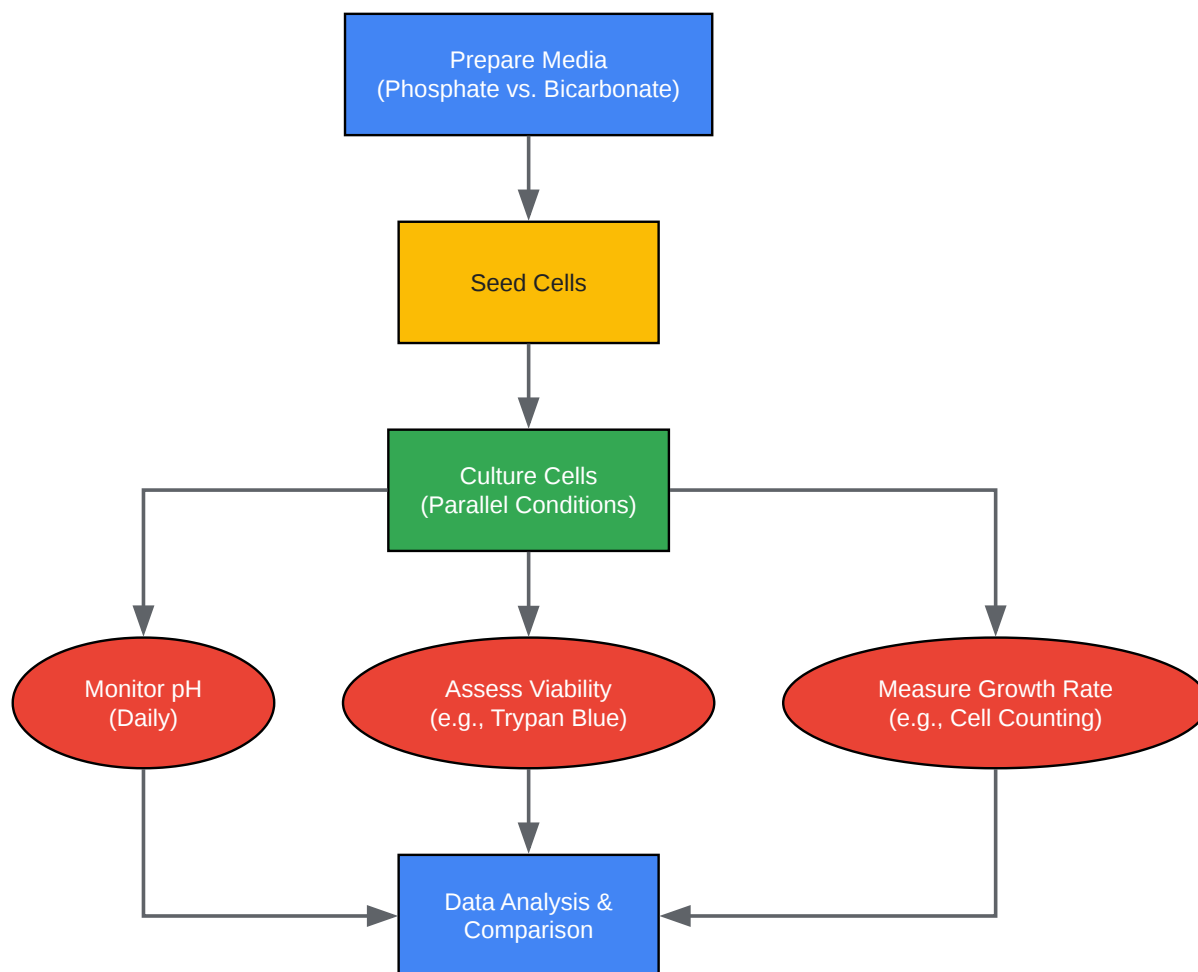 Prepare Media
(Phosphate vs. Bicarbonate)
Seed Cells
Culture Cells
(Parallel Conditions)
Monitor pH
(Daily)
Assess Viability
(e.g., Trypan Blue)
Measure Growth Rate
(e.g., Cell Counting)
Data Analysis &
Comparison